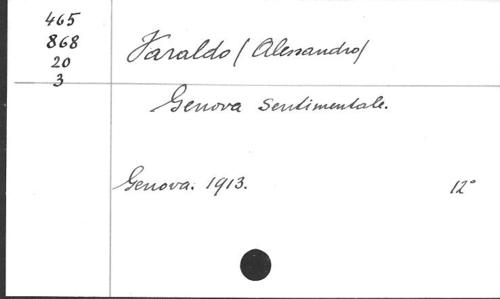 465
868
20
3
Varaldo (Alessandro)
Genova Sentimentale.
Genova. 1913.
12°